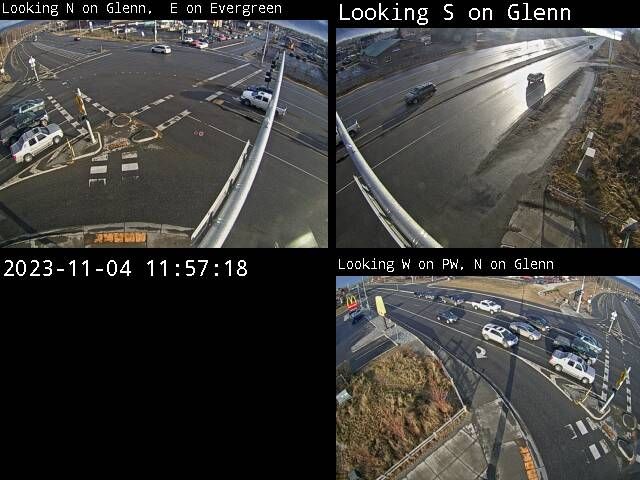 Looking N on Glenn, E on Evergreen
Looking S on Glenn
2023-11-04 11:57:18
Looking W on PW, N on Glenn